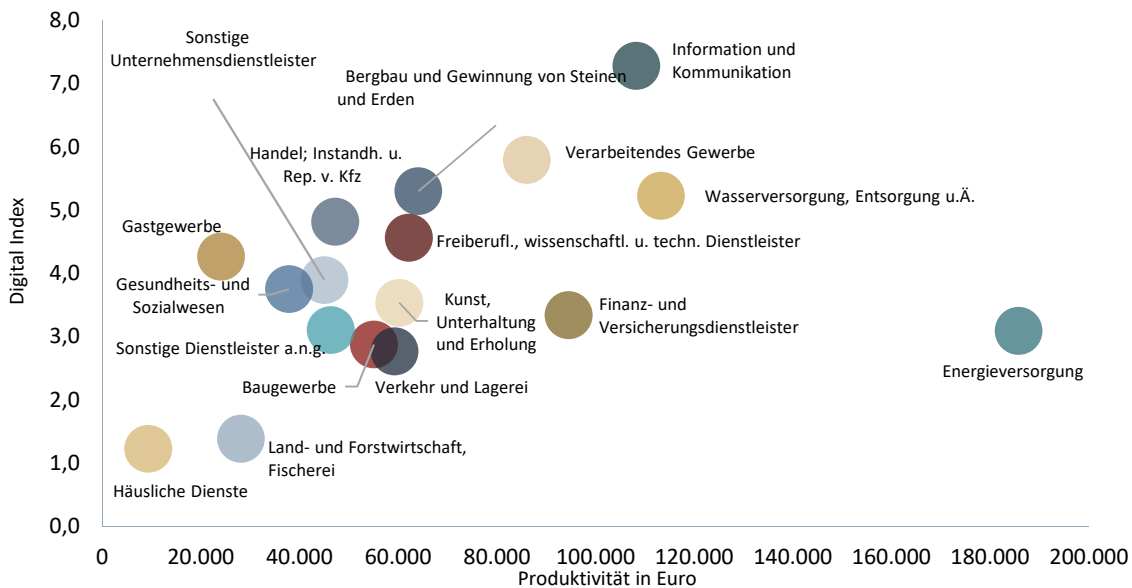 8,0
7,0
6,0
5,0
4,0
3,0
2,0
1,0
0,0
Digital Index
Sonstige
Unternehmensdienstleister
Bergbau und Gewinnung von Steinen
und Erden
Information und
Kommunikation
Handel; Instandh. u.
Rep. v. Kfz
Verarbeitendes Gewerbe
Wasserversorgung, Entsorgung u.Ä.
Gastgewerbe
Freiberufl., wissenschaftl. u. techn. Dienstleister
Gesundheits- und
Sozialwesen
Kunst,
Unterhaltung
und Erholung
Finanz- und
Versicherungsdienstleister
Sonstige Dienstleister a.n.g.
Energieversorgung
Baugewerbe
Verkehr und Lagerei
Land- und Forstwirtschaft,
Fischerei
Häusliche Dienste
0 20.000 40.000 60.000 80.000 100.000 120.000 140.000 160.000 180.000 200.000
Produktivität in Euro